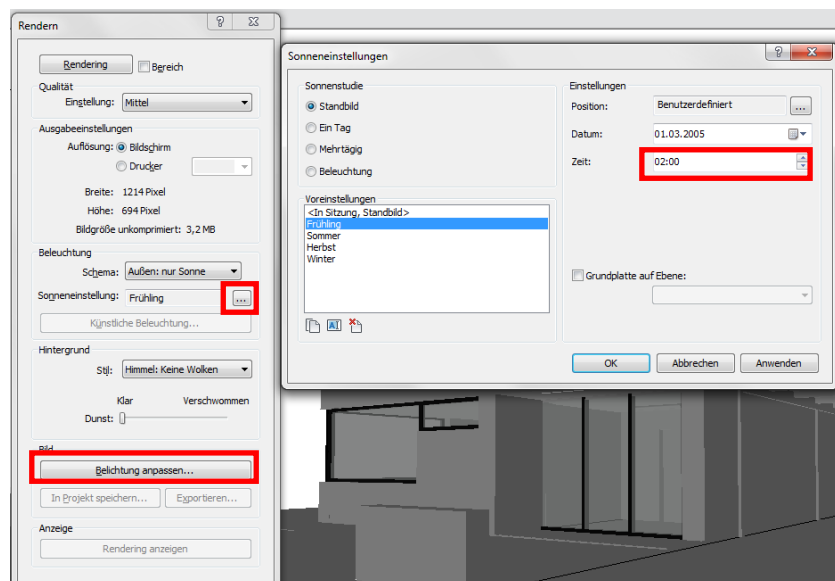 Rendern
Rendering
Bereich
Qualität
Einstellung: Mittel
Ausgabeeinstellungen
Auflösung: Bildschirm
Drucker
Breite: 1214 Pixel
Höhe: 694 Pixel
Bildgröße unkomprimiert: 3,2 MB
Beleuchtung
Schema: Außen: nur Sonne
Sonneneinstellung: Frühling ...
Künstliche Beleuchtung...
Hintergrund
Stil: Himmel: Keine Wolken
Klar Verschwommen
Dunst:
Bild
Belichtung anpassen...
In Projekt speichern... Exportieren...
Anzeige
Rendering anzeigen
Sonneneinstellungen
Sonnenstudie
Standbild
Ein Tag
Mehrtägig
Beleuchtung
Voreinstellungen
<In Sitzung, Standbild>
Frühling
Sommer
Herbst
Winter
AI
Einstellungen
Position: Benutzerdefiniert ...
Datum: 01.03.2005
Zeit: 02:00
Grundplatte auf Ebene:
OK Abbrechen Anwenden